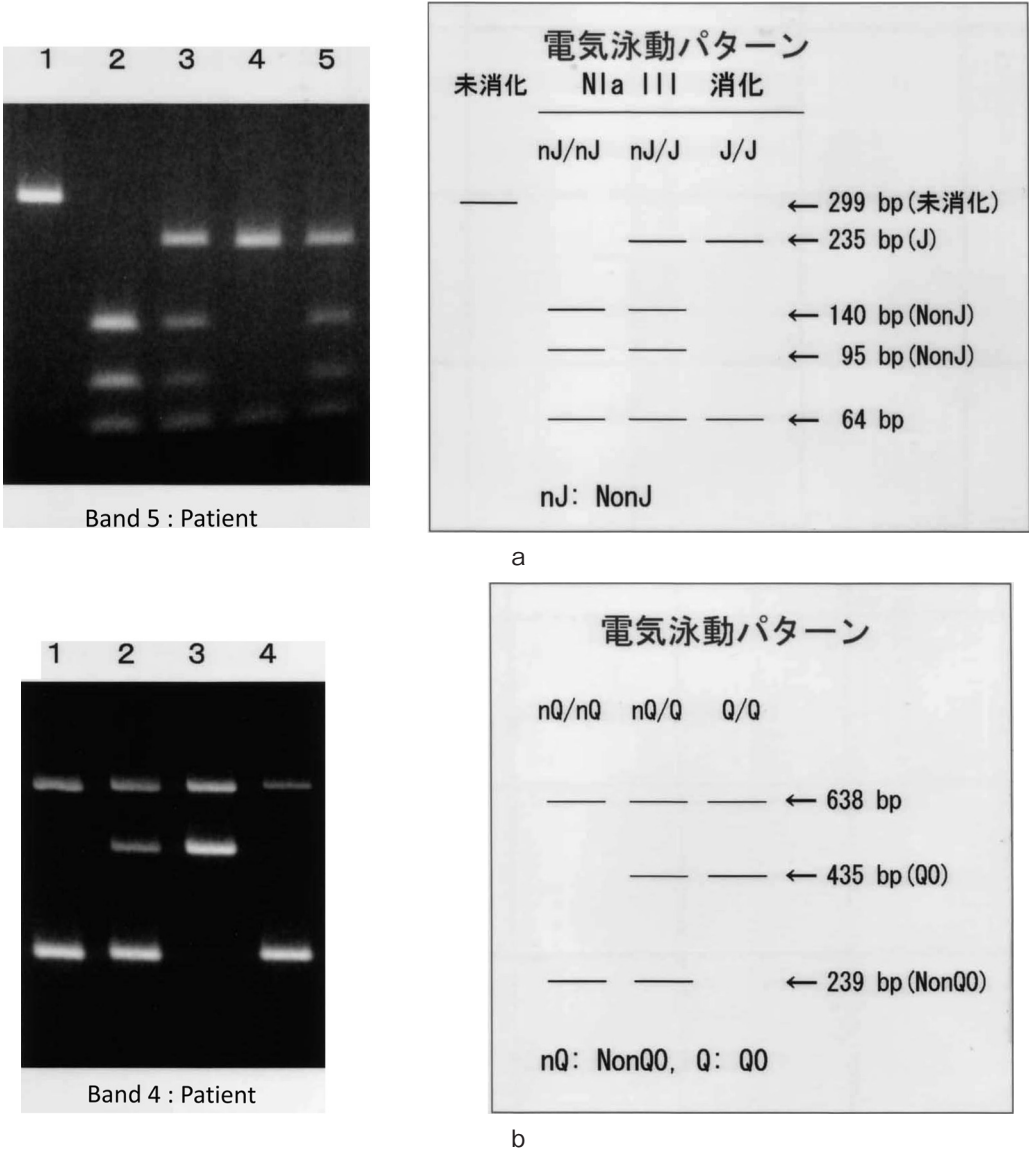 1 2 3 4 5
Band 5 : Patient
電気泳動パターン
未消化 Nla III 消化
nJ/nJ nJ/J J/J
← 299 bp(未消化)
← 235 bp(J)
← 140 bp(NonJ)
← 95 bp(NonJ)
← 64 bp
nJ: NonJ
a
1 2 3 4
Band 4 : Patient
電気泳動パターン
nQ/nQ nQ/Q Q/Q
← 638 bp
← 435 bp(Q0)
← 239 bp(NonQ0)
nQ: NonQ0, Q: Q0
b